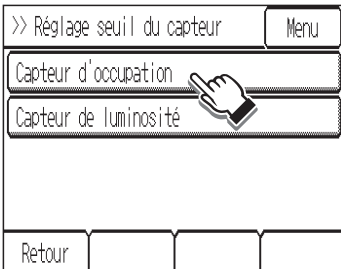 >> Réglage seuil du capteur Menu
Capteur d'occupation
Capteur de luminosité
Retour